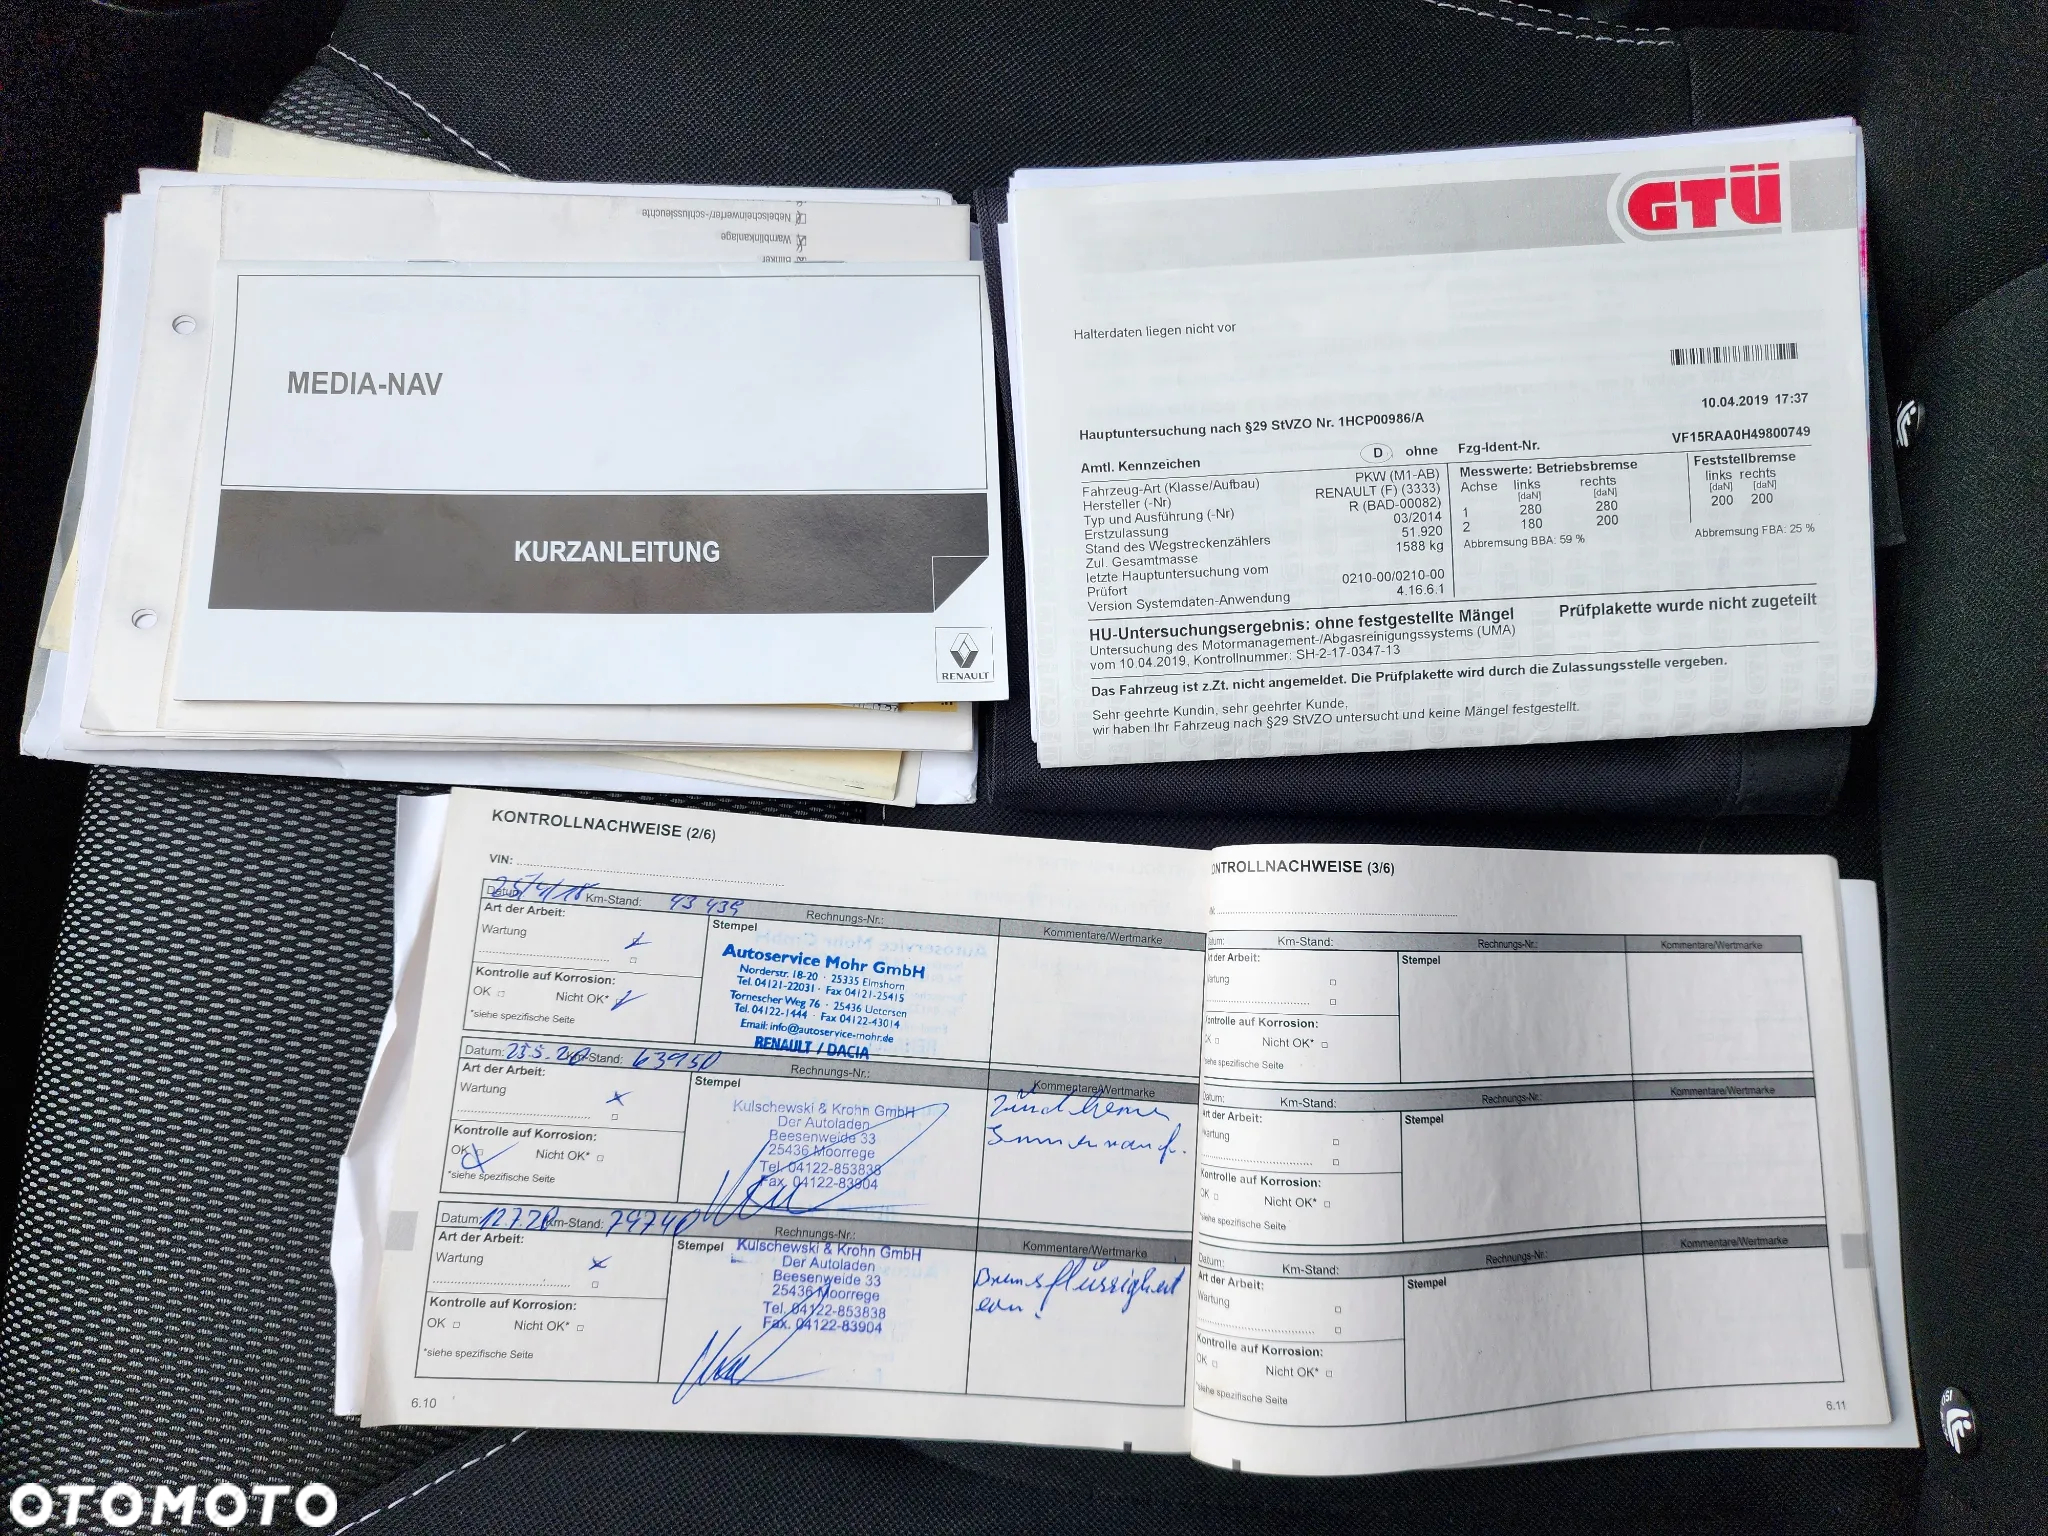 Nebelscheinwerfer/-schlussleuchte
Warnblinkanlage
Blinker
MEDIA-NAV
KURZANLEITUNG
RENAULT
GTÜ
Halterdaten liegen nicht vor
10.04.2019 17:37
Hauptuntersuchung nach §29 StVZO Nr. 1HCP00986/A
Amtl. Kennzeichen D ohne
Fahrzeug-Art (Klasse/Aufbau) PKW (M1-AB)
Hersteller (-Nr) RENAULT (F) (3333)
Typ und Ausführung (-Nr) R (BAD-00082)
Erstzulassung 03/2014
Stand des Wegstreckenzählers 51.920
Zul. Gesamtmasse 1588 kg
letzte Hauptuntersuchung vom
Prüfort 0210-00/0210-00
Version Systemdaten-Anwendung 4.16.6.1
Fzg-Ident-Nr. VF15RAA0H49800749
Messwerte: Betriebsbremse Feststellbremse
Achse links rechts links rechts
[daN] [daN] [daN] [daN]
1 280 280 200 200
2 180 200
Abbremsung BBA: 59 % Abbremsung FBA: 25 %
HU-Untersuchungsergebnis: ohne festgestellte Mängel Prüfplakette wurde nicht zugeteilt
Untersuchung des Motormanagement-/Abgasreinigungssystems (UMA)
vom 10.04.2019, Kontrollnummer: SH-2-17-0347-13
Das Fahrzeug ist z.Zt. nicht angemeldet. Die Prüfplakette wird durch die Zulassungsstelle vergeben.
Sehr geehrte Kundin, sehr geehrter Kunde,
wir haben Ihr Fahrzeug nach §29 StVZO untersucht und keine Mängel festgestellt.
KONTROLLNACHWEISE (2/6)
VIN:
Datum: 25/4/18 Km-Stand: 43 439 Rechnungs-Nr.: Kommentare/Wertmarke
Art der Arbeit: Stempel
Wartung
Kontrolle auf Korrosion:
OK Nicht OK*
*siehe spezifische Seite
Autoservice Mohr GmbH
Norderstr. 18-20 · 25335 Elmshorn
Tel. 04121-22031 · Fax 04121-25415
Tornescher Weg 76 · 25436 Uetersen
Tel. 04122-1444 · Fax 04122-43014
Email: info@autoservice-mohr.de
RENAULT / DACIA
Datum: 25.5.20 Km-Stand: 63950 Rechnungs-Nr.: Kommentare/Wertmarke
Art der Arbeit: Stempel
Wartung
Kontrolle auf Korrosion:
OK Nicht OK*
*siehe spezifische Seite
Kulschewski & Krohn GmbH
Der Autoladen
Beesenweide 33
25436 Moorrege
Tel. 04122-853838
Fax. 04122-83904
Datum: 12.7.2 Km-Stand: 74740 Rechnungs-Nr.: Kommentare/Wertmarke
Art der Arbeit: Stempel
Wartung
Kontrolle auf Korrosion:
OK Nicht OK*
*siehe spezifische Seite
Kulschewski & Krohn GmbH
Der Autoladen
Beesenweide 33
25436 Moorrege
Tel. 04122-853838
Fax. 04122-83904
Bremsflüssigkeit
ern!
6.10
ONTROLLNACHWEISE (3/6)
Datum: Km-Stand: Rechnungs-Nr.: Kommentare/Wertmarke
Art der Arbeit: Stempel
Wartung
Kontrolle auf Korrosion:
OK Nicht OK*
*siehe spezifische Seite
Datum: Km-Stand: Rechnungs-Nr.: Kommentare/Wertmarke
Art der Arbeit: Stempel
Wartung
Kontrolle auf Korrosion:
OK Nicht OK*
*siehe spezifische Seite
Datum: Km-Stand: Rechnungs-Nr.: Kommentare/Wertmarke
Art der Arbeit: Stempel
Wartung
Kontrolle auf Korrosion:
OK Nicht OK*
*siehe spezifische Seite
6.11
OTOMOTO